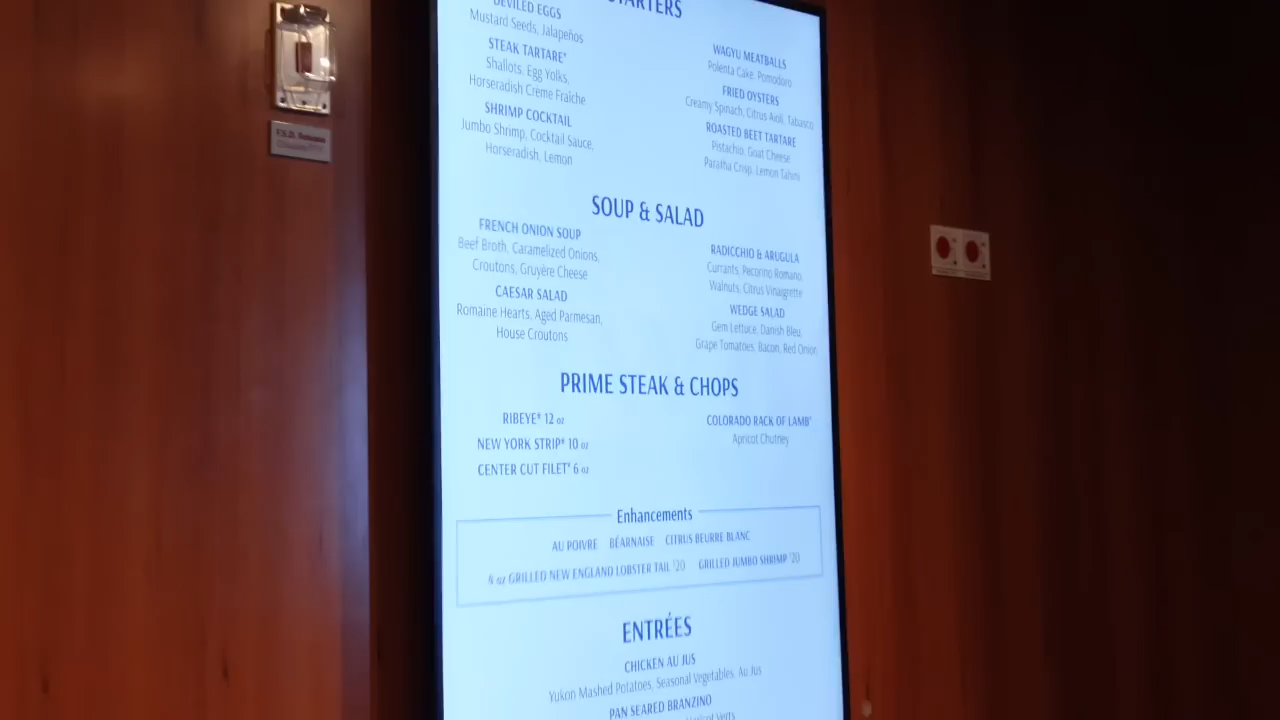 STARTERS
DEVILED EGGS
Mustard Seeds, Jalapeños
STEAK TARTARE*
Shallots, Egg Yolks,
Horseradish Creme Fraiche
SHRIMP COCKTAIL
Jumbo Shrimp, Cocktail Sauce,
Horseradish, Lemon
WAGYU MEATBALLS
Polenta Cake, Pomodoro
FRIED OYSTERS
Creamy Spinach, Citrus Aioli, Tabasco
ROASTED BEET TARTARE
Pistachio, Goat Cheese
Paratha Crisp, Lemon Tahini
SOUP & SALAD
FRENCH ONION SOUP
Beef Broth, Caramelized Onions,
Croutons, Gruyère Cheese
CAESAR SALAD
Romaine Hearts, Aged Parmesan,
House Croutons
RADICCHIO & ARUGULA
Currants, Pecorino Romano,
Walnuts, Citrus Vinaigrette
WEDGE SALAD
Gem Lettuce, Danish Bleu,
Grape Tomatoes, Bacon, Red Onion
PRIME STEAK & CHOPS
RIBEYE* 12 oz
NEW YORK STRIP* 10 oz
CENTER CUT FILET* 6 oz
COLORADO RACK OF LAMB*
Apricot Chutney
Enhancements
AU POIVRE BÉARNAISE CITRUS BEURRE BLANC
oz GRILLED NEW ENGLAND LOBSTER TAIL $20 GRILLED JUMBO SHRIMP $20
ENTRÉES
CHICKEN AU JUS
Yukon Mashed Potatoes, Seasonal Vegetables, Au Jus
PAN SEARED BRANZINO
F.S.D. Release